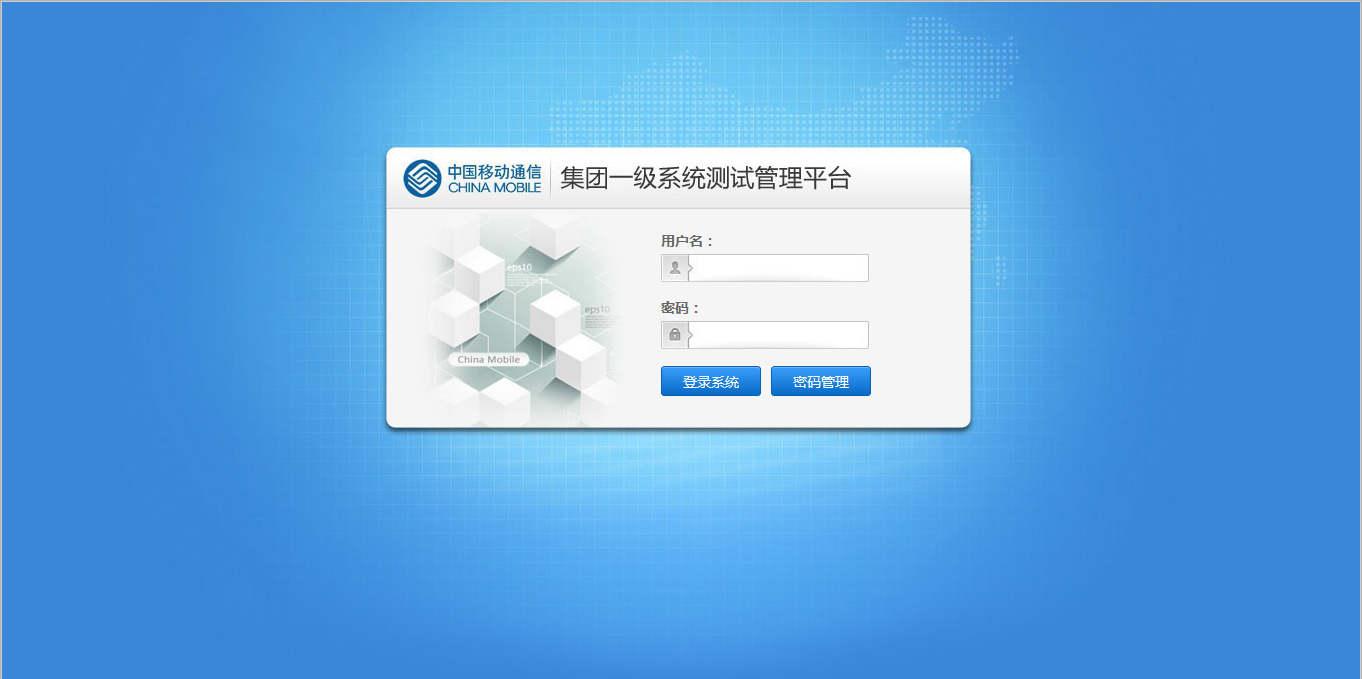 中国移动通信
CHINA MOBILE
集团一级系统测试管理平台
用户名：
eps10
eps10
密码：
China Mobile
登录系统 密码管理